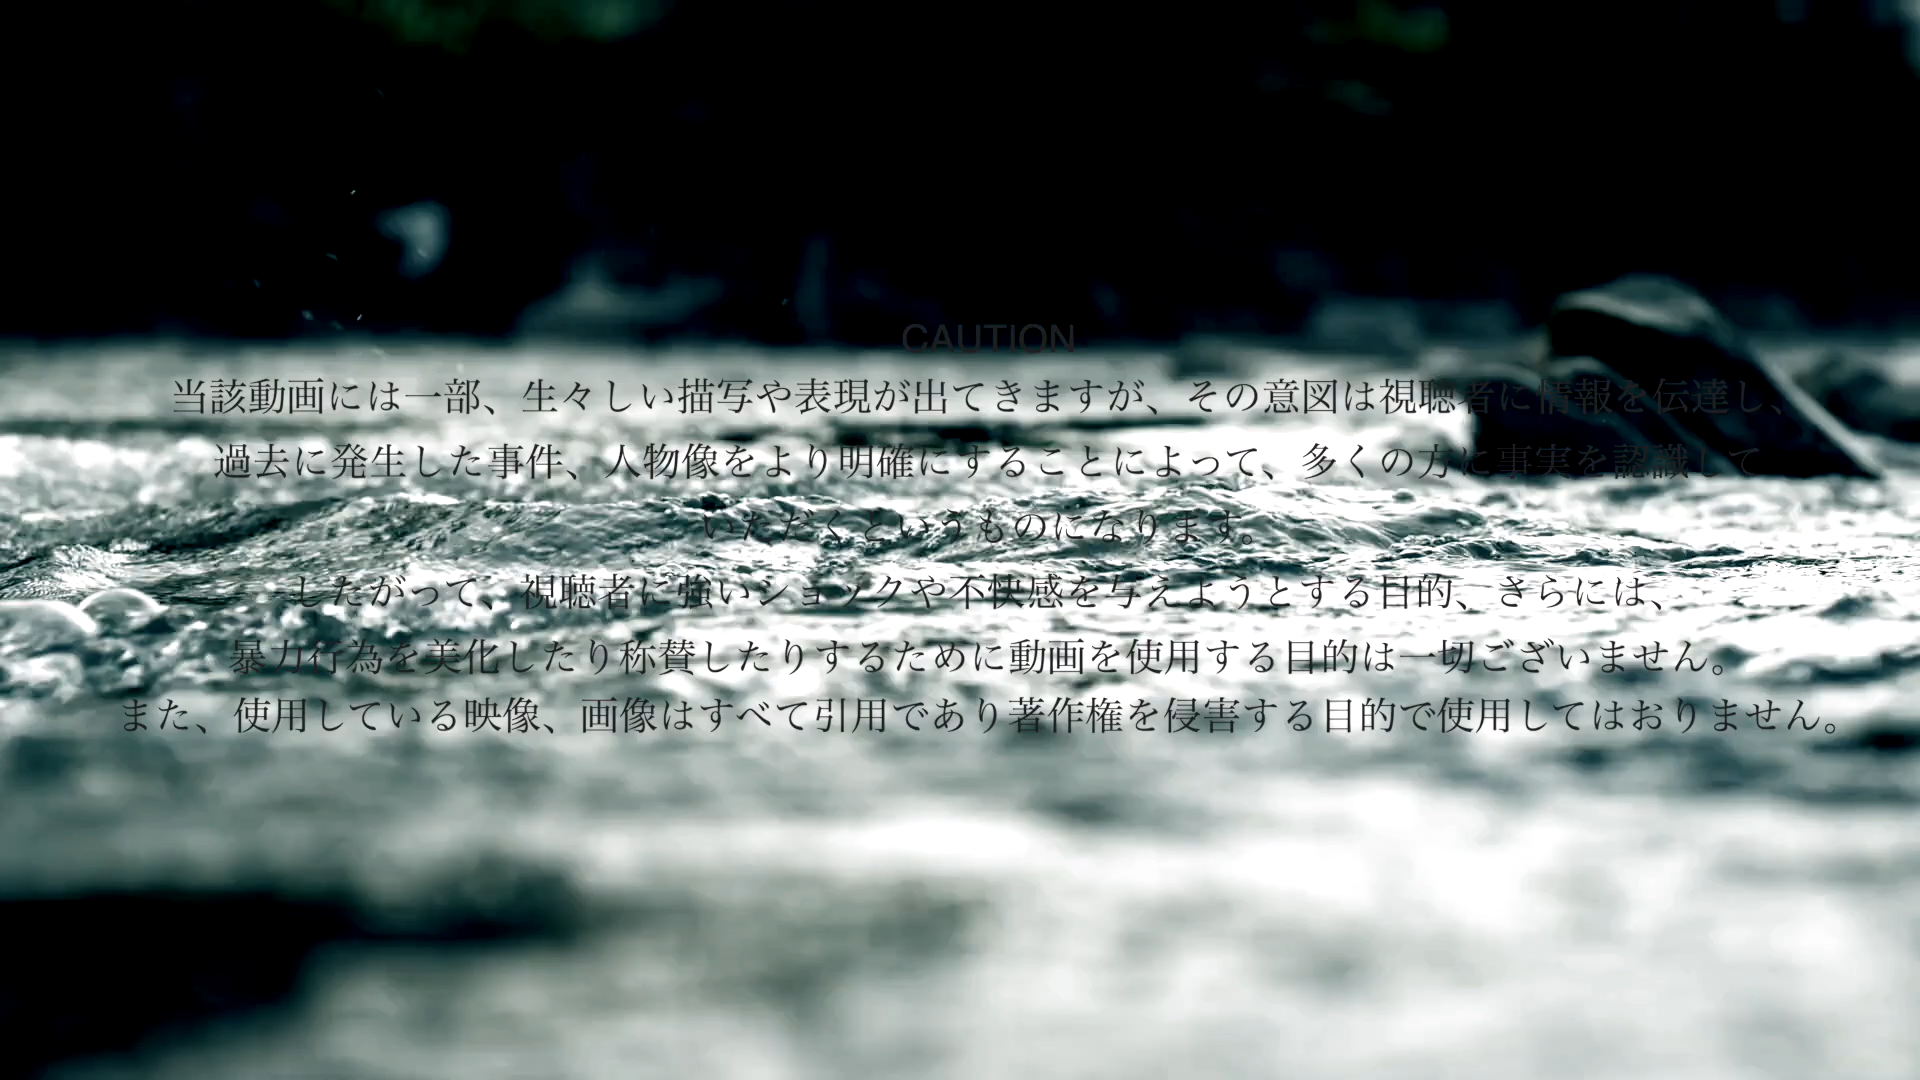 CAUTION
当該動画には一部、生々しい描写や表現が出てきますが、その意図は視聴者に情報を伝達し、
過去に発生した事件、人物像をより明確にすることによって、多くの方に事実を認識して
いただくというものになります。
したがって、視聴者に強いショックや不快感を与えようとする目的、さらには、
暴力行為を美化したり称賛したりするために動画を使用する目的は一切ございません。
また、使用している映像、画像はすべて引用であり著作権を侵害する目的で使用してはおりません。